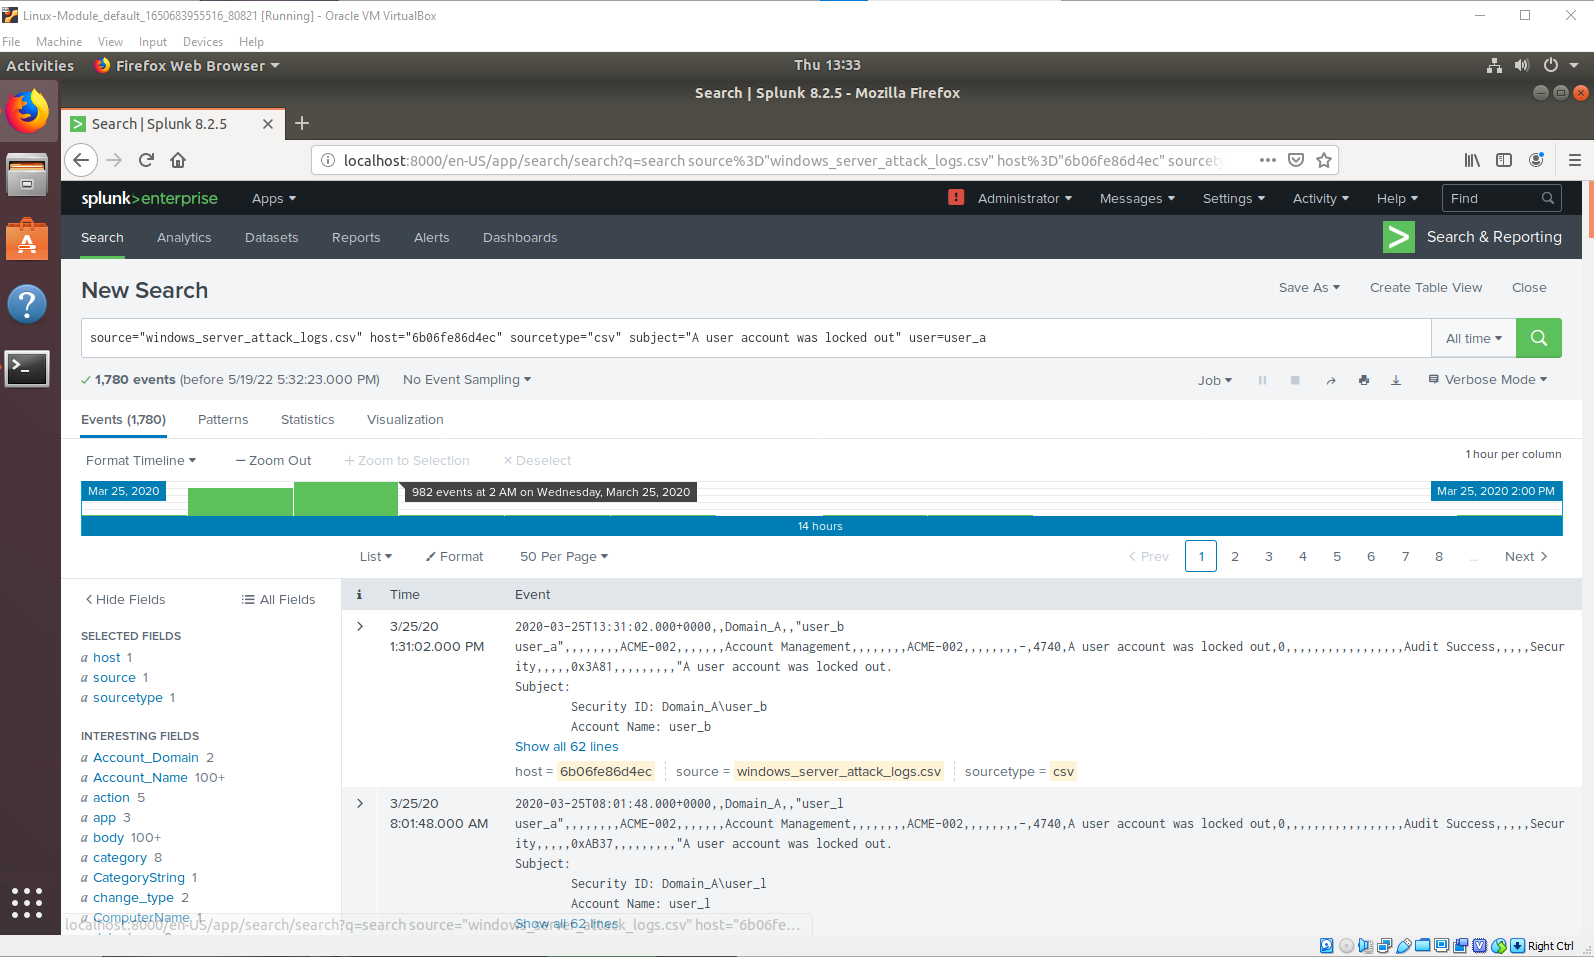 Linux-Module_default_1650683955516_80821 [Running] - Oracle VM VirtualBox
File Machine View Input Devices Help
Activities Firefox Web Browser Thu 13:33
Search | Splunk 8.2.5 - Mozilla Firefox
Search | Splunk 8.2.5
localhost:8000/en-US/app/search/search?q=search source%3D"windows_server_attack_logs.csv" host%3D"6b06fe86d4ec" sourcety
splunk>enterprise Apps Administrator Messages Settings Activity Help Find
Search Analytics Datasets Reports Alerts Dashboards Search & Reporting
New Search Save As Create Table View Close
source="windows_server_attack_logs.csv" host="6b06fe86d4ec" sourcetype="csv" subject="A user account was locked out" user=user_a All time
1,780 events (before 5/19/22 5:32:23.000 PM) No Event Sampling Job Verbose Mode
Events (1,780) Patterns Statistics Visualization
Format Timeline — Zoom Out + Zoom to Selection × Deselect 1 hour per column
Mar 25, 2020 982 events at 2 AM on Wednesday, March 25, 2020 Mar 25, 2020 2:00 PM
14 hours
List Format 50 Per Page < Prev 1 2 3 4 5 6 7 8 ... Next >
< Hide Fields All Fields
SELECTED FIELDS
a host 1
a source 1
a sourcetype 1
INTERESTING FIELDS
a Account_Domain 2
a Account_Name 100+
a action 5
a app 3
a body 100+
a category 8
a CategoryString 1
a change_type 2
a ComputerName 1
i Time Event
3/25/20
1:31:02.000 PM
2020-03-25T13:31:02.000+0000,,Domain_A,,"user_b
user_a",,,,,,,,ACME-002,,,,,,,Account Management,,,,,,,,ACME-002,,,,,,,,-,4740,A user account was locked out,0,,,,,,,,,,,,,,,,,Audit Success,,,,,Secur
ity,,,,,0x3A81,,,,,,,,,"A user account was locked out.
Subject:
Security ID: Domain_A\user_b
Account Name: user_b
Show all 62 lines
host = 6b06fe86d4ec source = windows_server_attack_logs.csv sourcetype = csv
3/25/20
8:01:48.000 AM
2020-03-25T08:01:48.000+0000,,Domain_A,,"user_l
user_a",,,,,,,,ACME-002,,,,,,,Account Management,,,,,,,,ACME-002,,,,,,,,-,4740,A user account was locked out,0,,,,,,,,,,,,,,,,,Audit Success,,,,,Secur
ity,,,,,0xAB37,,,,,,,,,"A user account was locked out.
Subject:
Security ID: Domain_A\user_l
Account Name: user_l
Show all 62 lines
localhost:8000/en-US/app/search/search?q=search source="windows_server_attack_logs.csv" host="6b06fe...
Right Ctrl